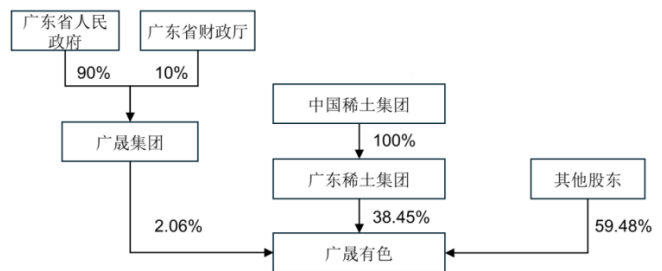 广东省人民
政府
广东省财政厅
90%
10%
中国稀土集团
广晟集团
100%
广东稀土集团
其他股东
2.06%
38.45%
59.48%
广晟有色